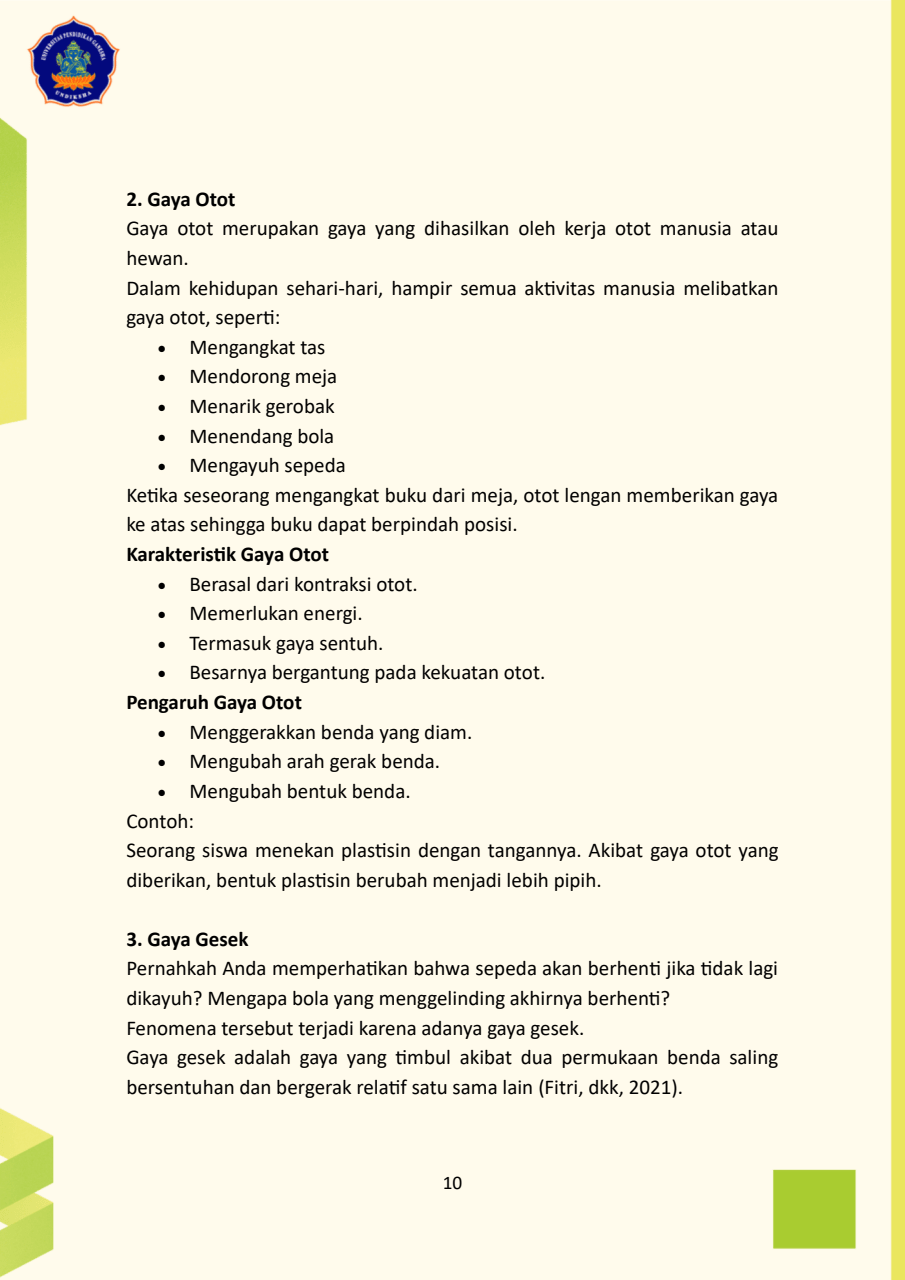 UNIVERSITAS PENDIDIKAN GANESHA
UNDIKSHA
2. Gaya Otot
Gaya otot merupakan gaya yang dihasilkan oleh kerja otot manusia atau
hewan.
Dalam kehidupan sehari-hari, hampir semua aktivitas manusia melibatkan
gaya otot, seperti:
• Mengangkat tas
• Mendorong meja
• Menarik gerobak
• Menendang bola
• Mengayuh sepeda
Ketika seseorang mengangkat buku dari meja, otot lengan memberikan gaya
ke atas sehingga buku dapat berpindah posisi.
Karakteristik Gaya Otot
• Berasal dari kontraksi otot.
• Memerlukan energi.
• Termasuk gaya sentuh.
• Besarnya bergantung pada kekuatan otot.
Pengaruh Gaya Otot
• Menggerakkan benda yang diam.
• Mengubah arah gerak benda.
• Mengubah bentuk benda.
Contoh:
Seorang siswa menekan plastisin dengan tangannya. Akibat gaya otot yang
diberikan, bentuk plastisin berubah menjadi lebih pipih.
3. Gaya Gesek
Pernahkah Anda memperhatikan bahwa sepeda akan berhenti jika tidak lagi
dikayuh? Mengapa bola yang menggelinding akhirnya berhenti?
Fenomena tersebut terjadi karena adanya gaya gesek.
Gaya gesek adalah gaya yang timbul akibat dua permukaan benda saling
bersentuhan dan bergerak relatif satu sama lain (Fitri, dkk, 2021).
10